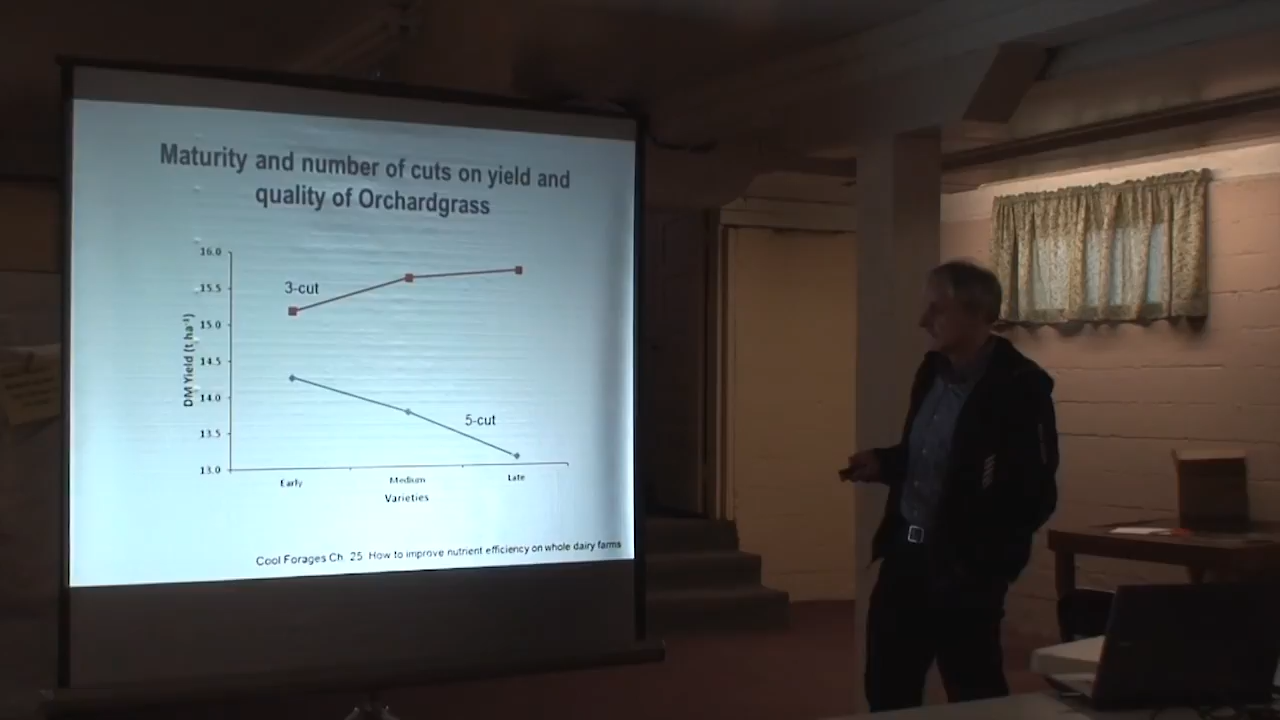 Maturity and number of cuts on yield and
quality of Orchardgrass
16.0
15.5
15.0
14.5
14.0
13.5
13.0
DM Yield (t ha⁻¹)
3-cut
5-cut
Early
Medium
Late
Varieties
Cool Forages Ch. 25 How to improve nutrient efficiency on whole dairy farms